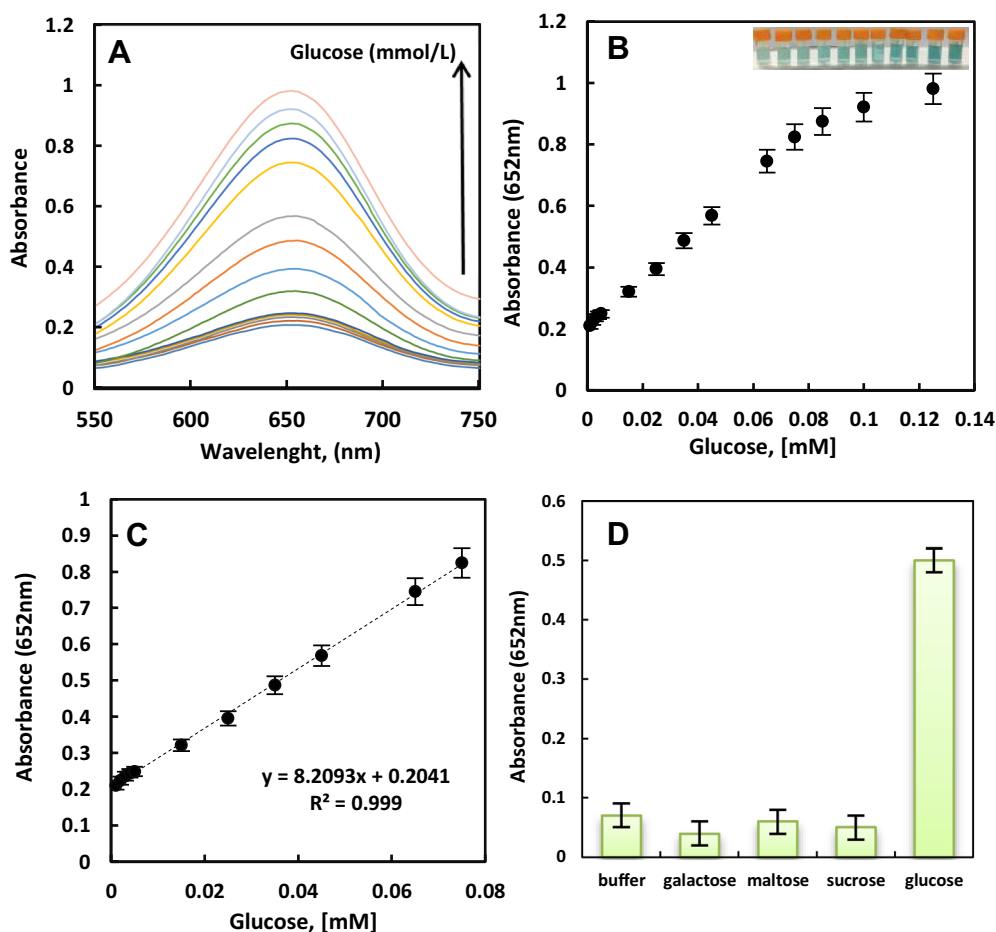 A
Glucose (mmol/L)
Absorbance
1.2
1
0.8
0.6
0.4
0.2
0
550
600
650
700
750
Wavelenght, (nm)
B
Absorbance (652nm)
1.2
1
0.8
0.6
0.4
0.2
0
0
0.02
0.04
0.06
0.08
0.1
0.12
0.14
Glucose, [mM]
C
Absorbance (652nm)
1
0.9
0.8
0.7
0.6
0.5
0.4
0.3
0.2
0.1
0
y = 8.2093x + 0.2041
R² = 0.999
0
0.02
0.04
0.06
0.08
Glucose, [mM]
D
Absorbance (652nm)
0.6
0.5
0.4
0.3
0.2
0.1
0
buffer
galactose
maltose
sucrose
glucose